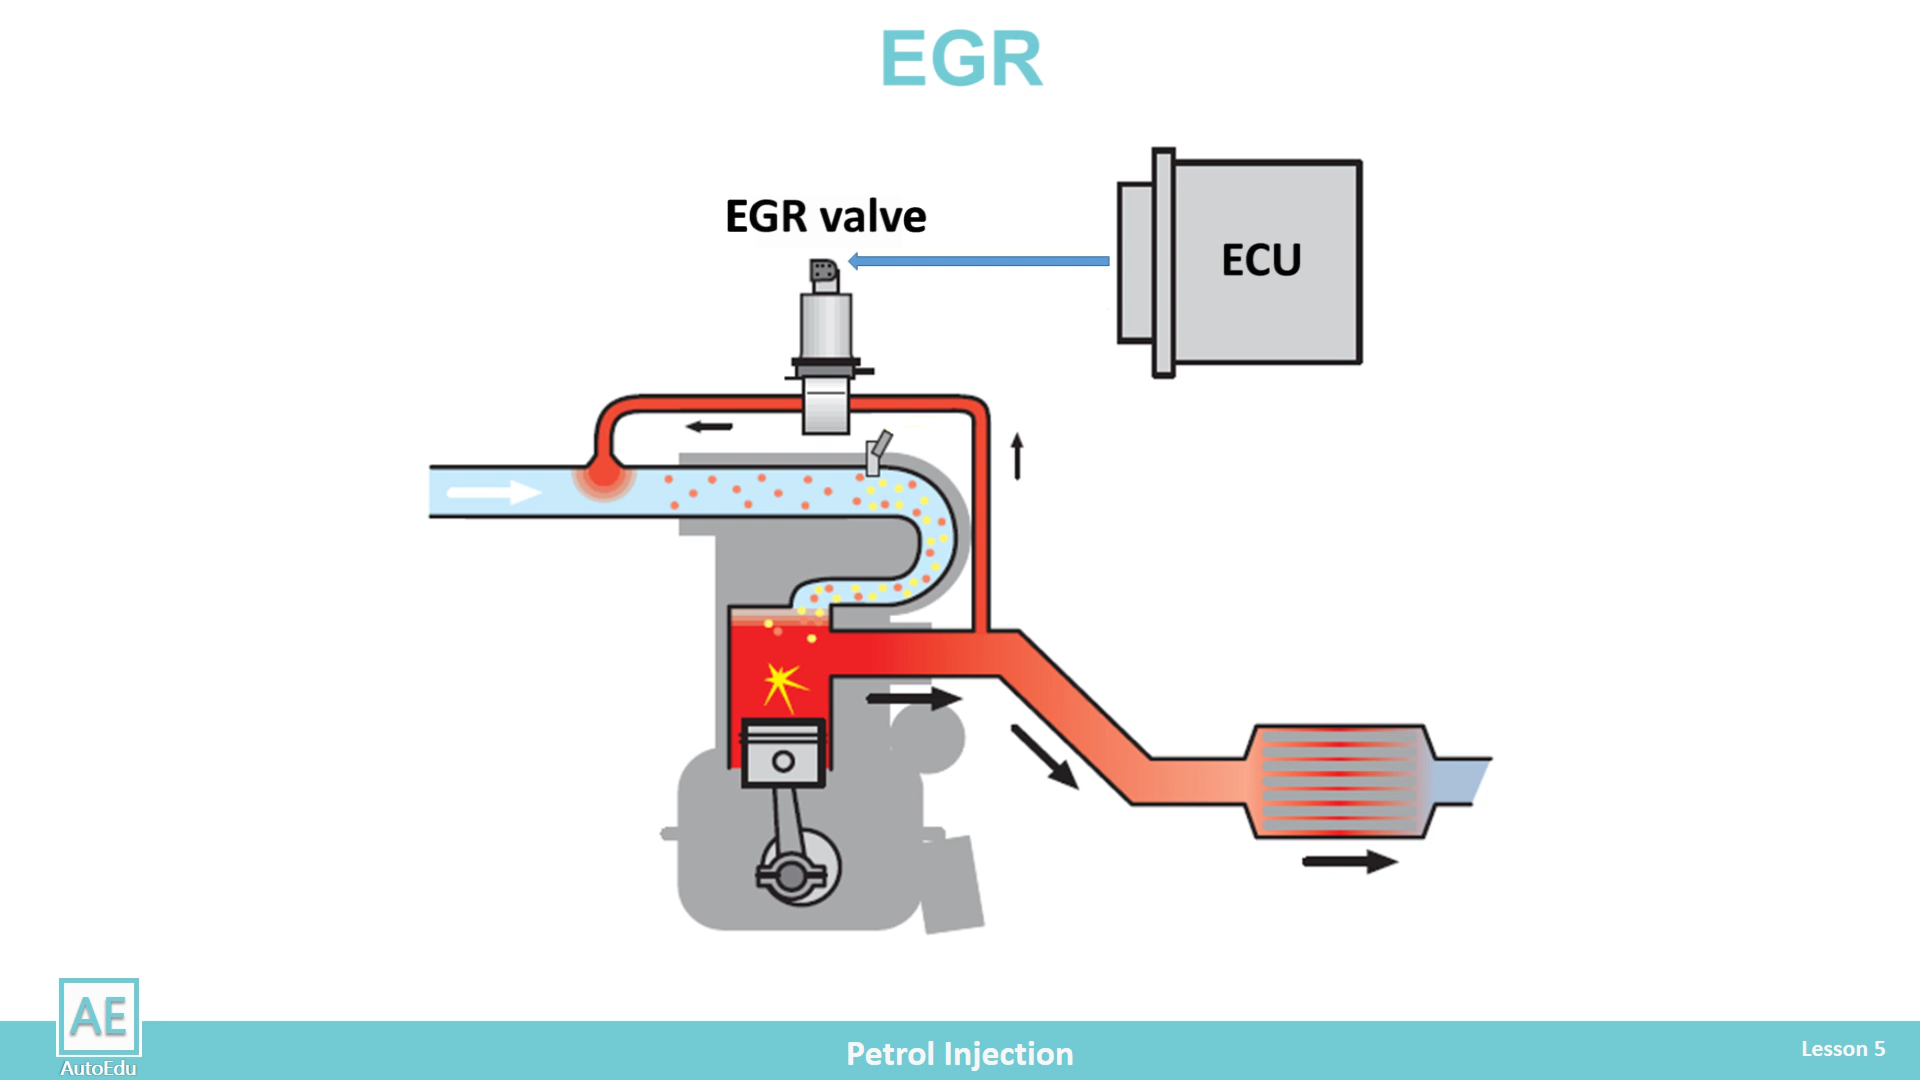 EGR
EGR valve
ECU
AE
AutoEdu
Petrol Injection
Lesson 5